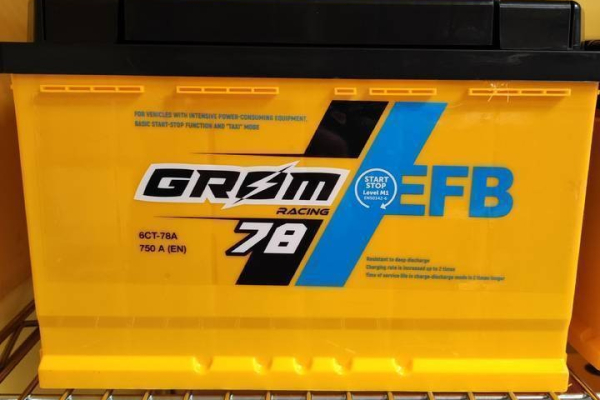 FOR VEHICLES WITH INTENSIVE POWER-CONSUMING EQUIPMENT,
BASIC START-STOP FUNCTION AND "TAXI" MODE
GROM
RACING
78
START
STOP
Level M1
EFB
6CT-78A
750 A (EN)
Resistant to deep discharge
Charging rate is increased up to 2 times
Time of service life in charge-discharge mode is 2 times longer